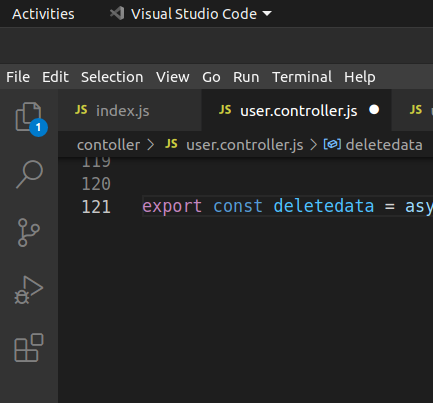 Activities Visual Studio Code
File Edit Selection View Go Run Terminal Help
JS index.js JS user.controller.js JS
contoller > JS user.controller.js > deletedata
119
120
121 export const deletedata = asy
1